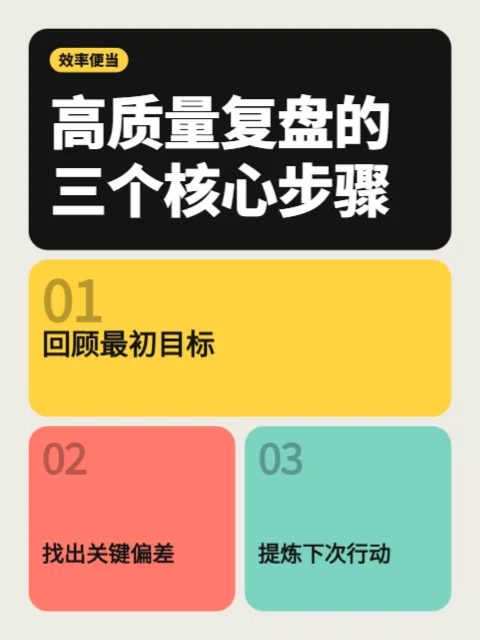 效率便当
高质量复盘的
三个核心步骤
01
回顾最初目标
02
找出关键偏差
03
提炼下次行动